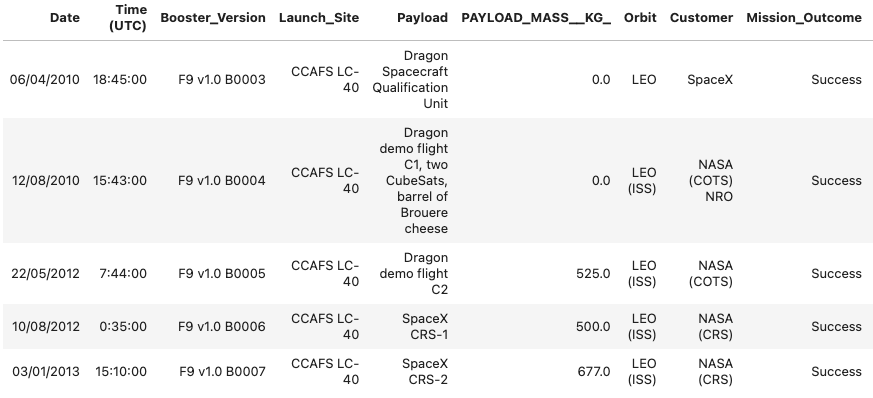 Date Time (UTC) Booster_Version Launch_Site Payload PAYLOAD_MASS__KG_ Orbit Customer Mission_Outcome
06/04/2010 18:45:00 F9 v1.0 B0003 CCAFS LC-40 Dragon Spacecraft Qualification Unit 0.0 LEO SpaceX Success
12/08/2010 15:43:00 F9 v1.0 B0004 CCAFS LC-40 Dragon demo flight C1, two CubeSats, barrel of Brouere cheese 0.0 LEO (ISS) NASA (COTS) NRO Success
22/05/2012 7:44:00 F9 v1.0 B0005 CCAFS LC-40 Dragon demo flight C2 525.0 LEO (ISS) NASA (COTS) Success
10/08/2012 0:35:00 F9 v1.0 B0006 CCAFS LC-40 SpaceX CRS-1 500.0 LEO (ISS) NASA (CRS) Success
03/01/2013 15:10:00 F9 v1.0 B0007 CCAFS LC-40 SpaceX CRS-2 677.0 LEO (ISS) NASA (CRS) Success